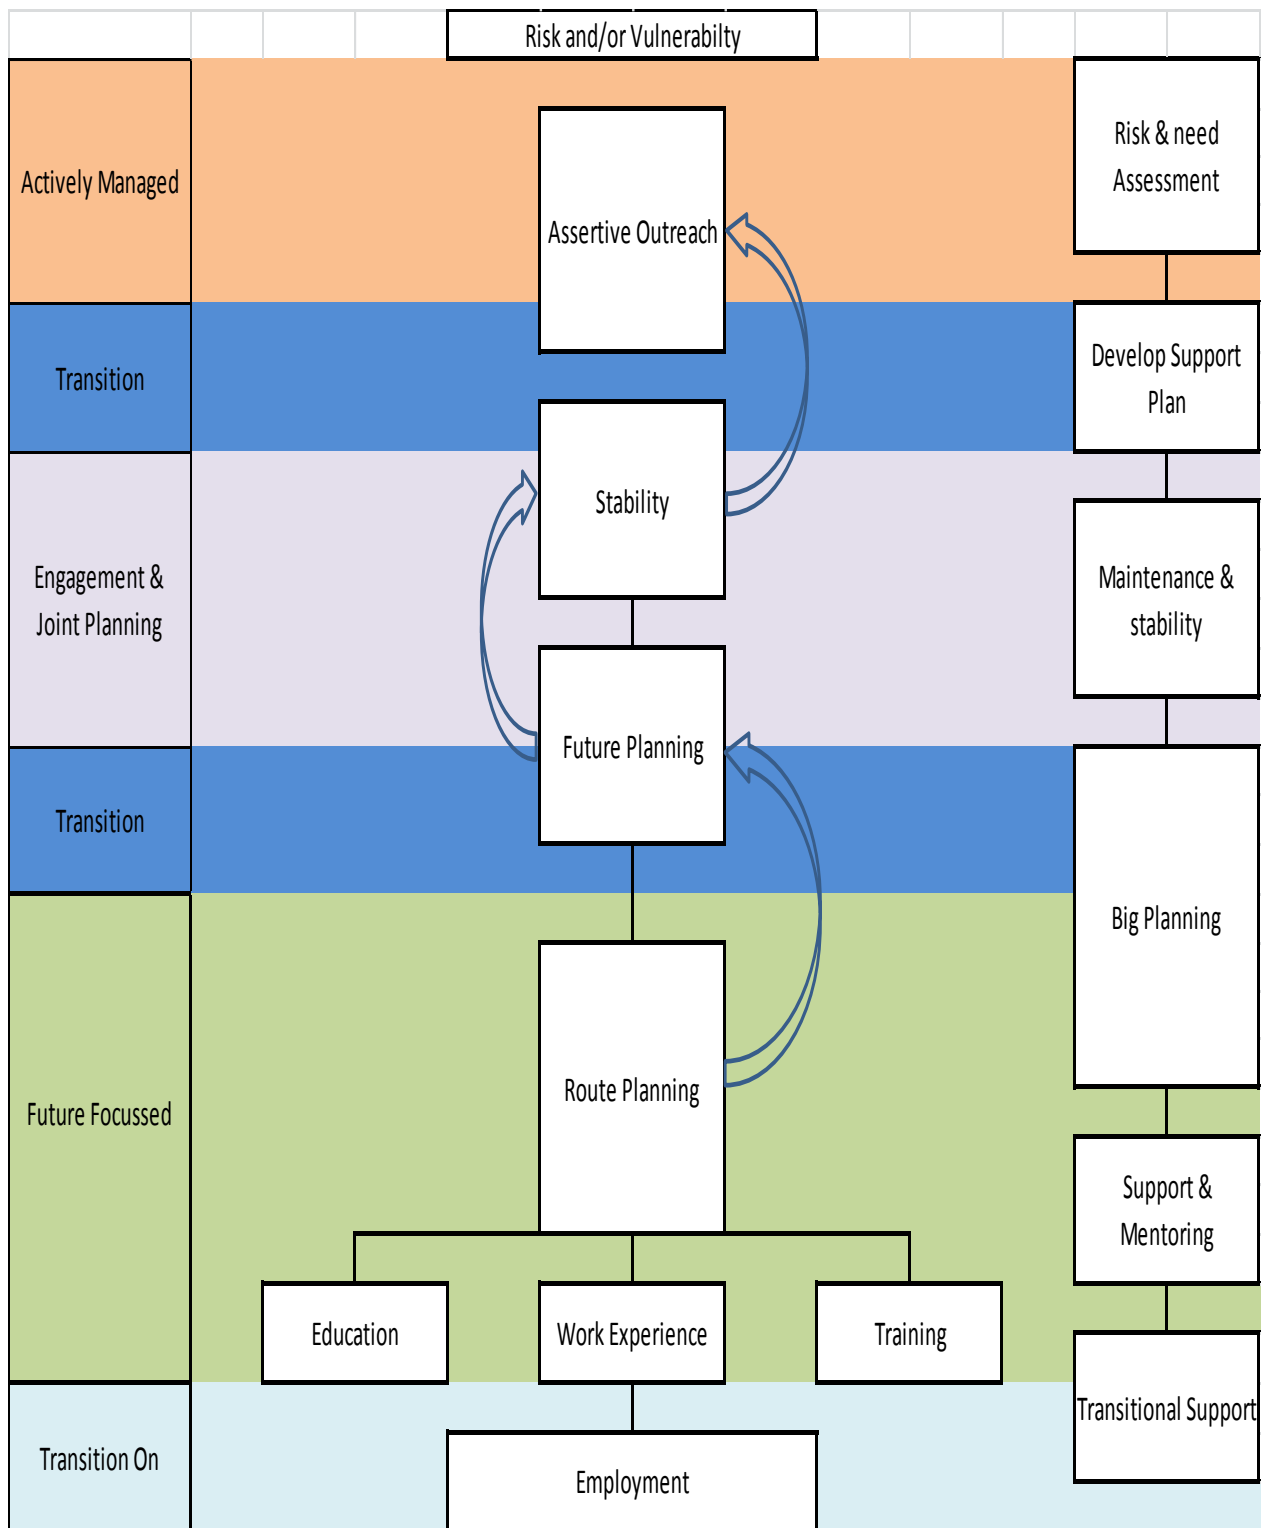 Risk and/or Vulnerabilty
Actively Managed
Assertive Outreach
Risk & need
Assessment
Transition
Develop Support
Plan
Engagement &
Joint Planning
Stability
Maintenance &
stability
Future Planning
Transition
Big Planning
Future Focussed
Route Planning
Support &
Mentoring
Education
Work Experience
Training
Transitional Support
Transition On
Employment